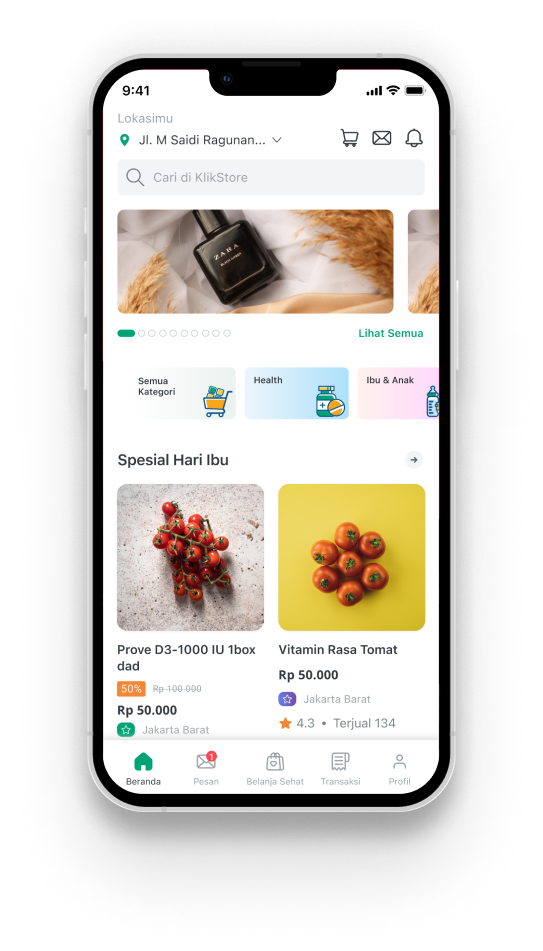 9:41
Lokasimu
Jl. M Saidi Ragunan...
Cari di KlikStore
ZARA
Lihat Semua
Semua
Kategori
Health
Ibu & Anak
Spesial Hari Ibu
Prove D3-1000 IU 1box
dad
50% Rp 100.000
Rp 50.000
Jakarta Barat
Vitamin Rasa Tomat
Rp 50.000
Jakarta Barat
4.3 • Terjual 134
1
Beranda Pesan Belanja Sehat Transaksi Profil